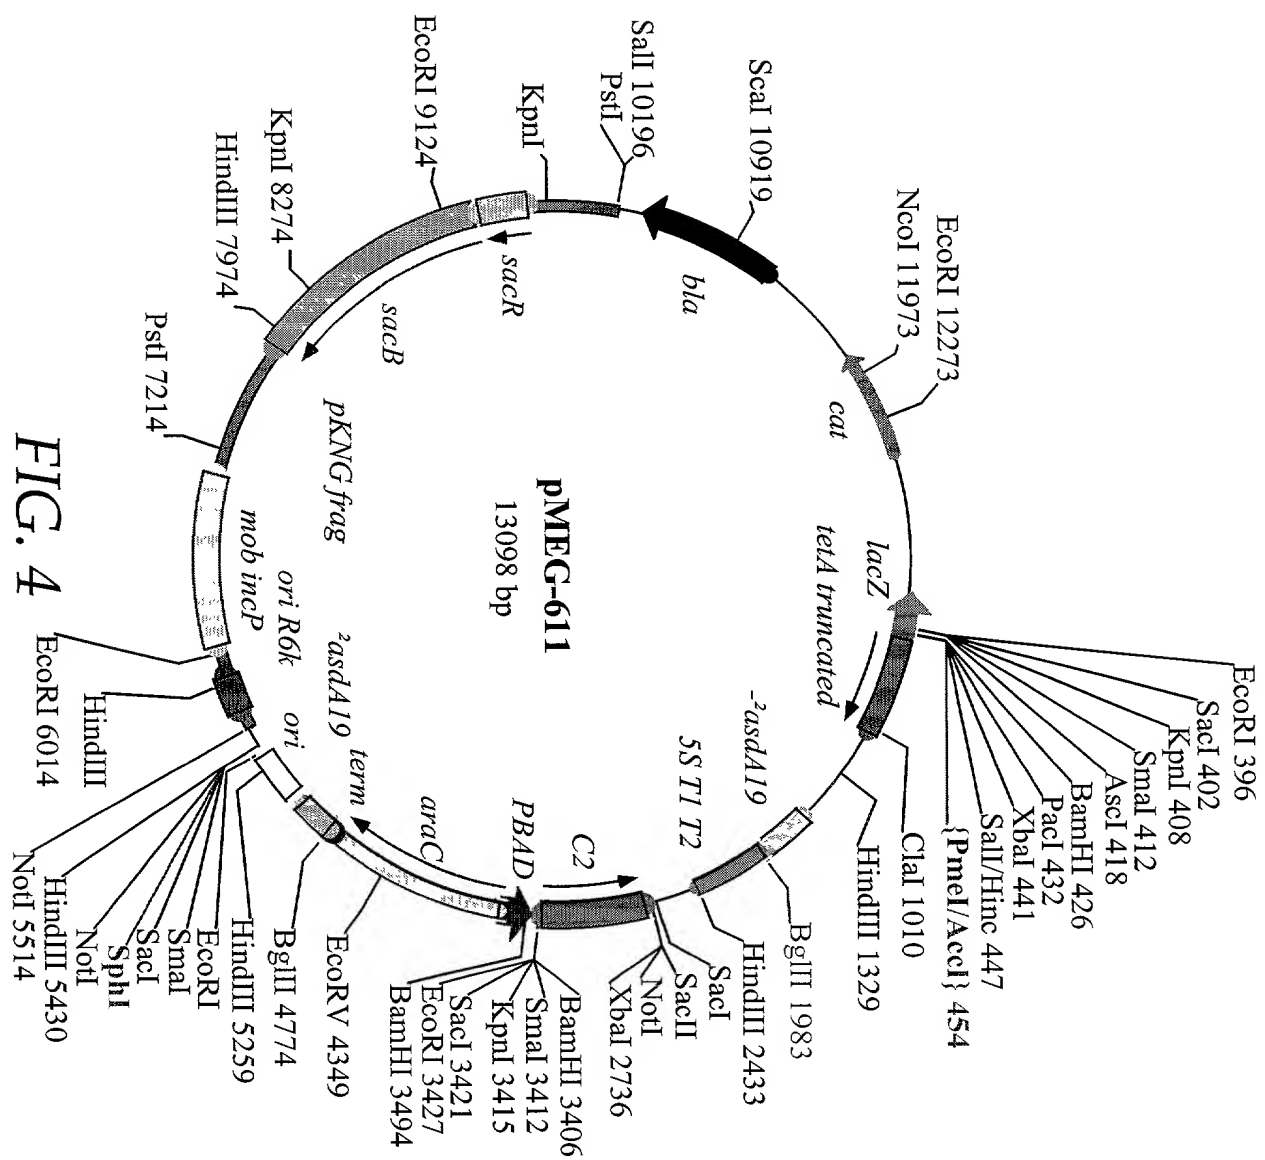 EcoRI 396
SacI 402
KpnI 408
SmaI 412
AscI 418
BamHI 426
PacI 432
XbaI 441
SalI/Hinc 447
{PmeI/AccI} 454
ClaI 1010
HindIII 1329
BglII 1983
HindIII 2433
SacI
SacII
NotI
XbaI 2736
BamHI 3406
SmaI 3412
KpnI 3415
SacI 3421
EcoRI 3427
BamHI 3494
EcoRV 4349
BglII 4774
HindIII 5259
EcoRI
SmaI
SacI
SphI
NotI
HindIII 5430
NotI 5514
HindIII
EcoRI 6014
PstI 7214
HindIII 7974
KpnI 8274
EcoRI 9124
KpnI
PstI
SalI 10196
ScaI 10919
NcoI 11973
EcoRI 12273
lacZ
tetA truncated
-²asdA19
5S T1 T2
C2
PBAD
araC
term
²asdA19
ori
ori R6k
mob incP
pKNG frag
sacB
sacR
bla
cat
pMEG-611
13098 bp
FIG. 4